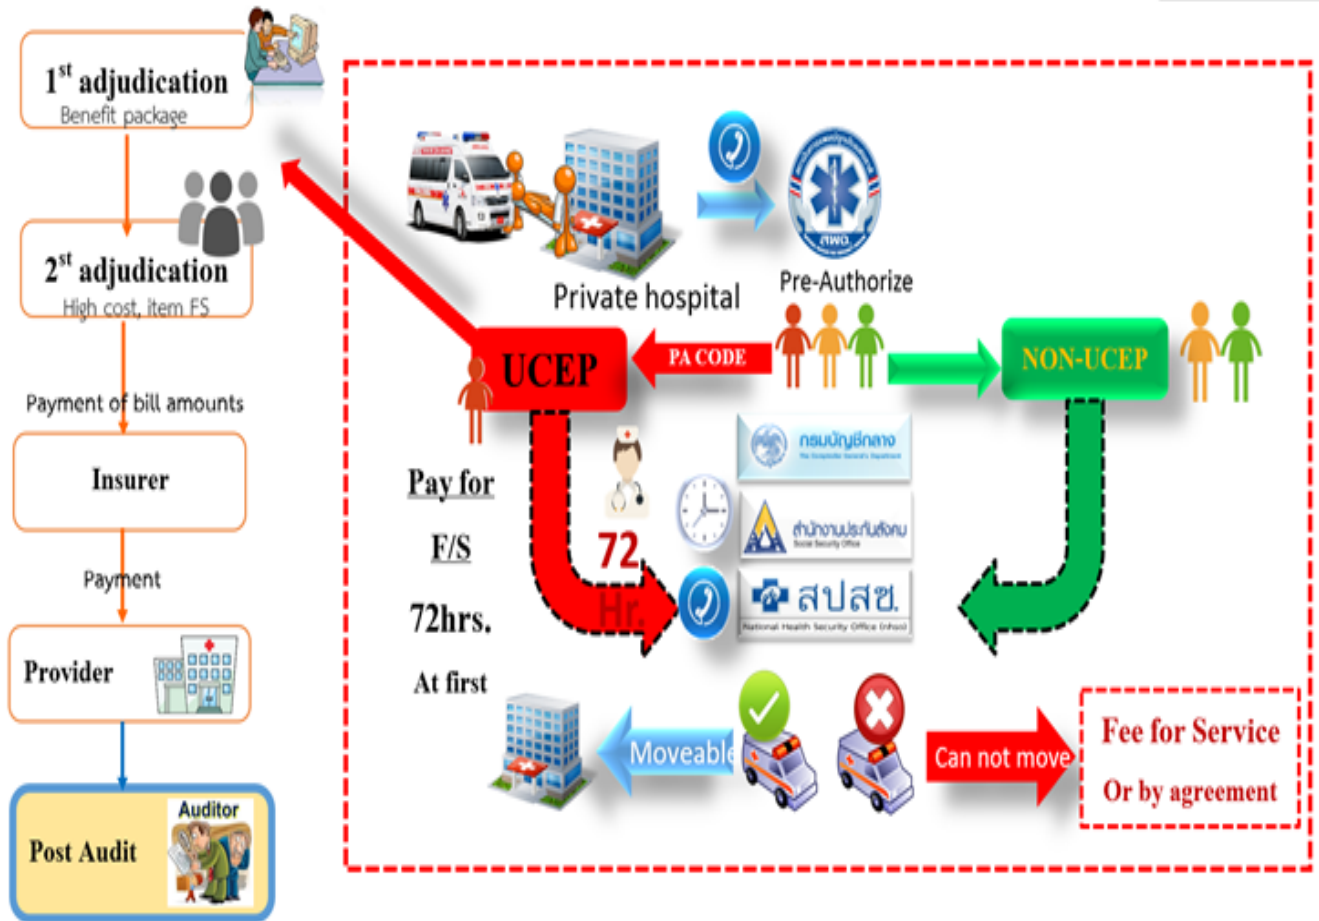 1st adjudication
Benefit package
2st adjudication
High cost, item FS
Payment of bill amounts
Insurer
Payment
Provider
Auditor
Post Audit
Private hospital
สพฉ.
Pre-Authorize
UCEP
PA CODE
NON-UCEP
Pay for
F/S
72hrs.
At first
72
Hr.
กรมบัญชีกลาง
The Comptroller General's Department
สำนักงานประกันสังคม
Social Security Office
สปสช.
National Health Security Office (nhso)
Moveable
Can not move
Fee for Service
Or by agreement